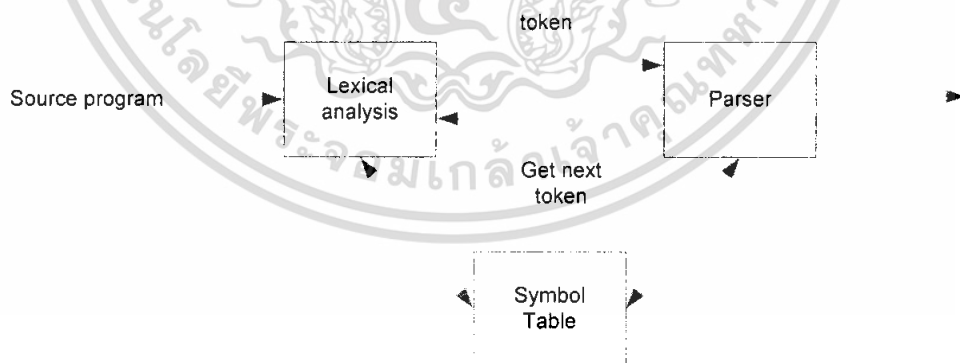 token
Source program
Lexical
analysis
Parser
Get next
token
Symbol
Table